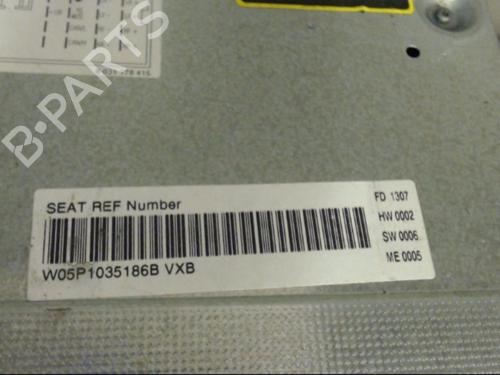 B-PARTS
SEAT REF Number
W05P1035186B VXB
FD 1307
HW 0002
SW 0006
ME 0005